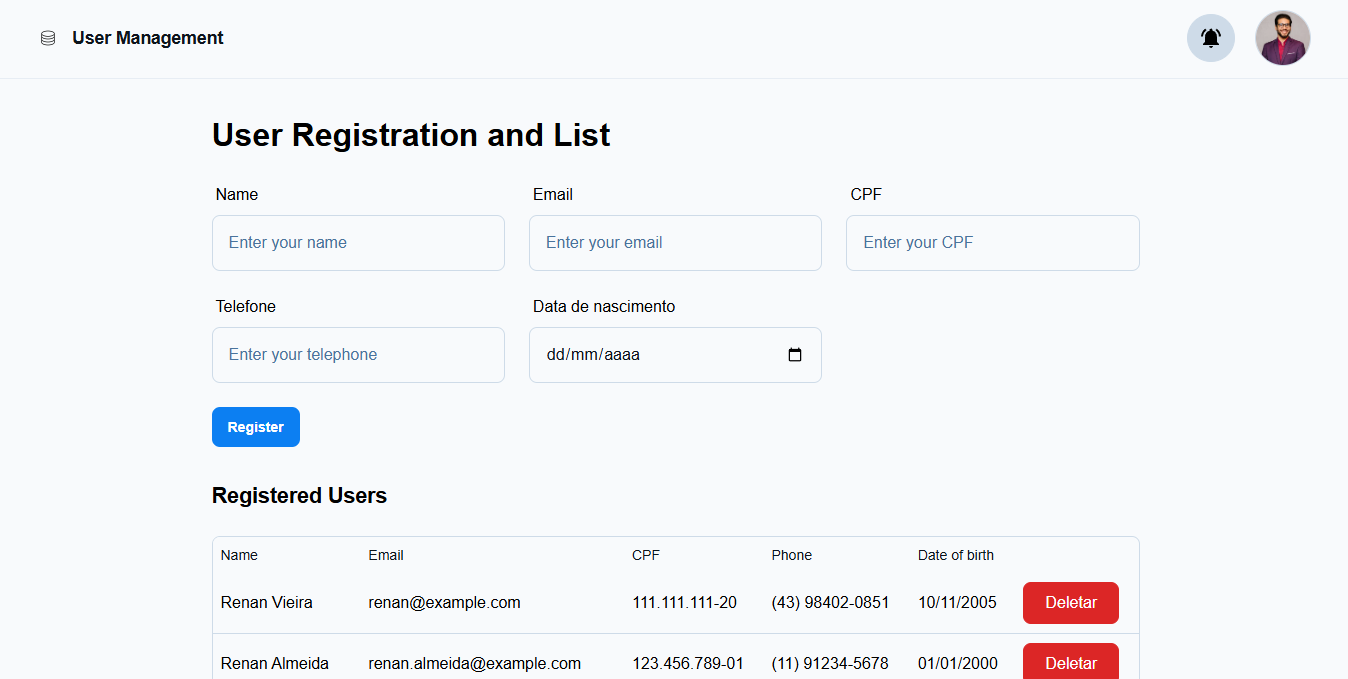 User Management
User Registration and List
Name Email CPF
Enter your name Enter your email Enter your CPF
Telefone Data de nascimento
Enter your telephone dd/mm/aaaa
Register
Registered Users
Name Email CPF Phone Date of birth
Renan Vieira renan@example.com 111.111.111-20 (43) 98402-0851 10/11/2005 Deletar
Renan Almeida renan.almeida@example.com 123.456.789-01 (11) 91234-5678 01/01/2000 Deletar